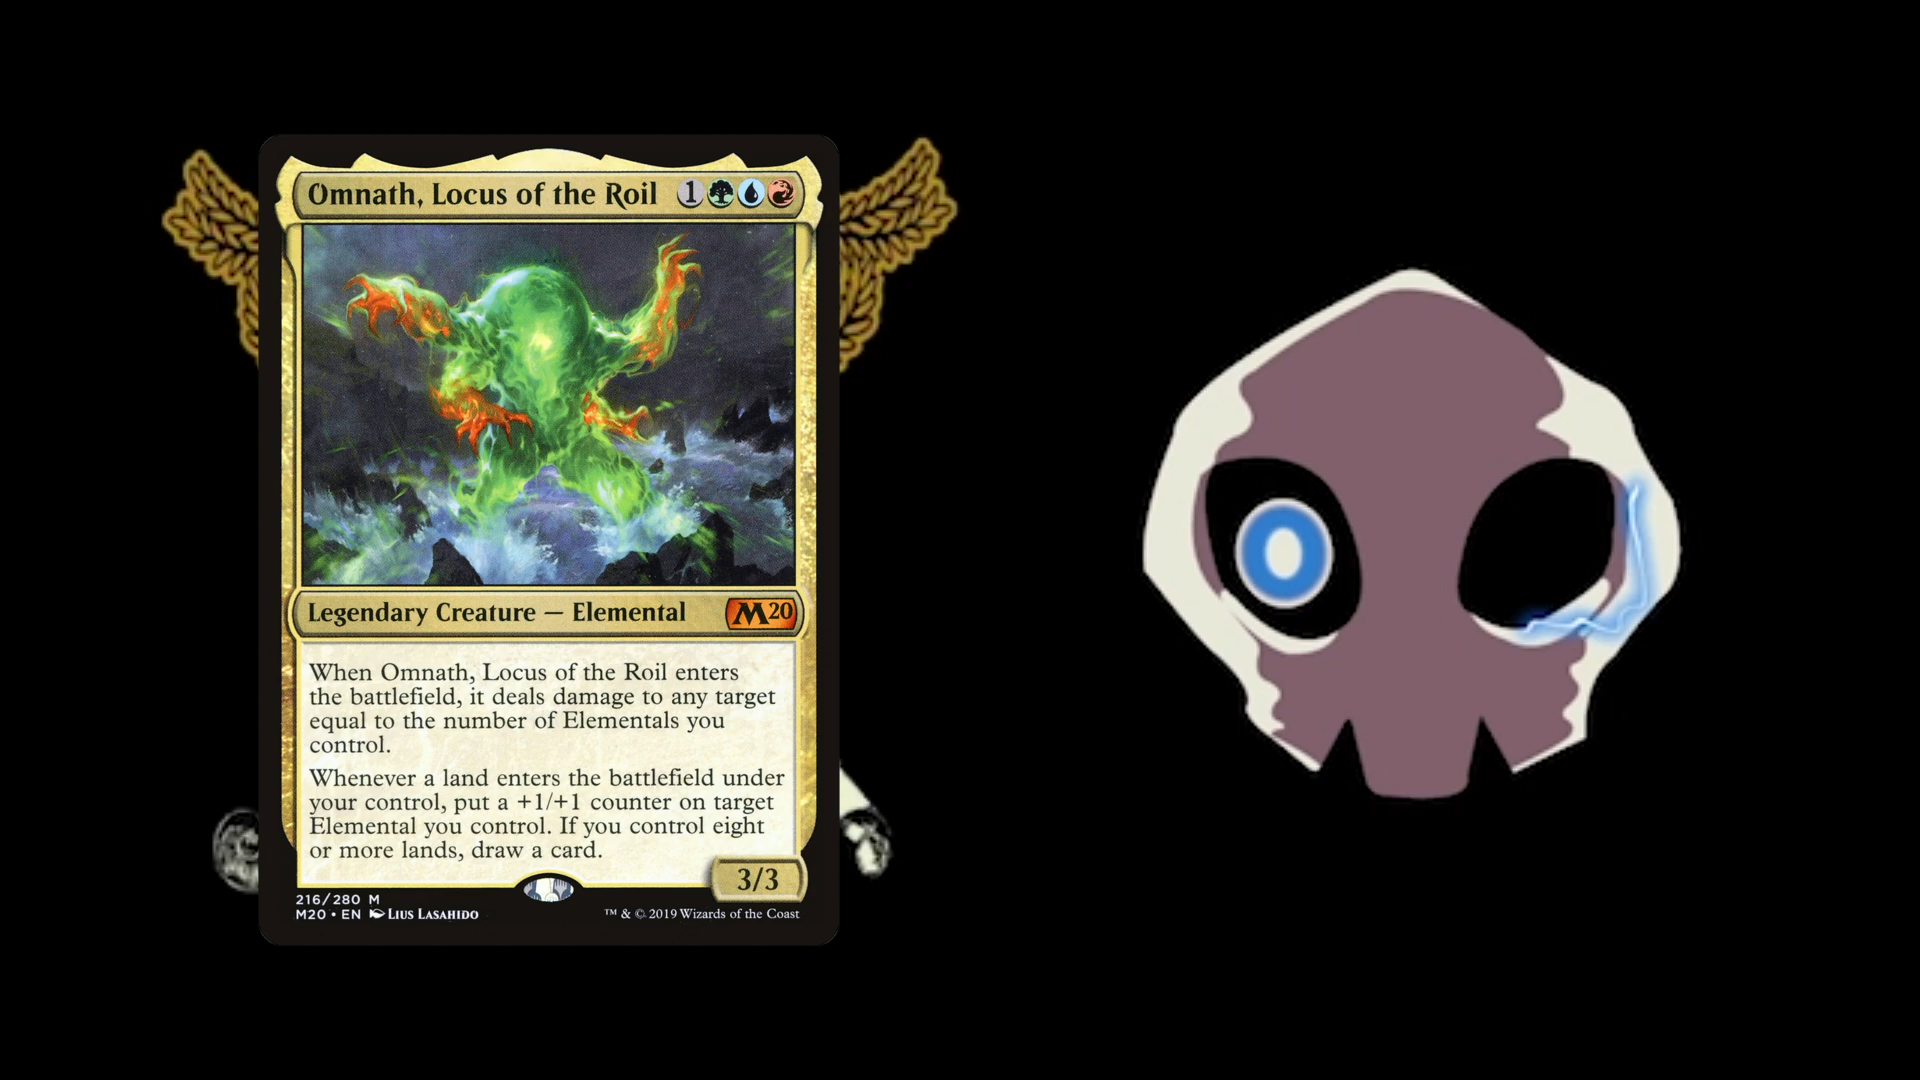 Omnath, Locus of the Roil 1
Legendary Creature — Elemental M20
When Omnath, Locus of the Roil enters
the battlefield, it deals damage to any target
equal to the number of Elementals you
control.
Whenever a land enters the battlefield under
your control, put a +1/+1 counter on target
Elemental you control. If you control eight
or more lands, draw a card.
3/3
216/280 M
M20 • EN Lius Lasahido
™ & © 2019 Wizards of the Coast